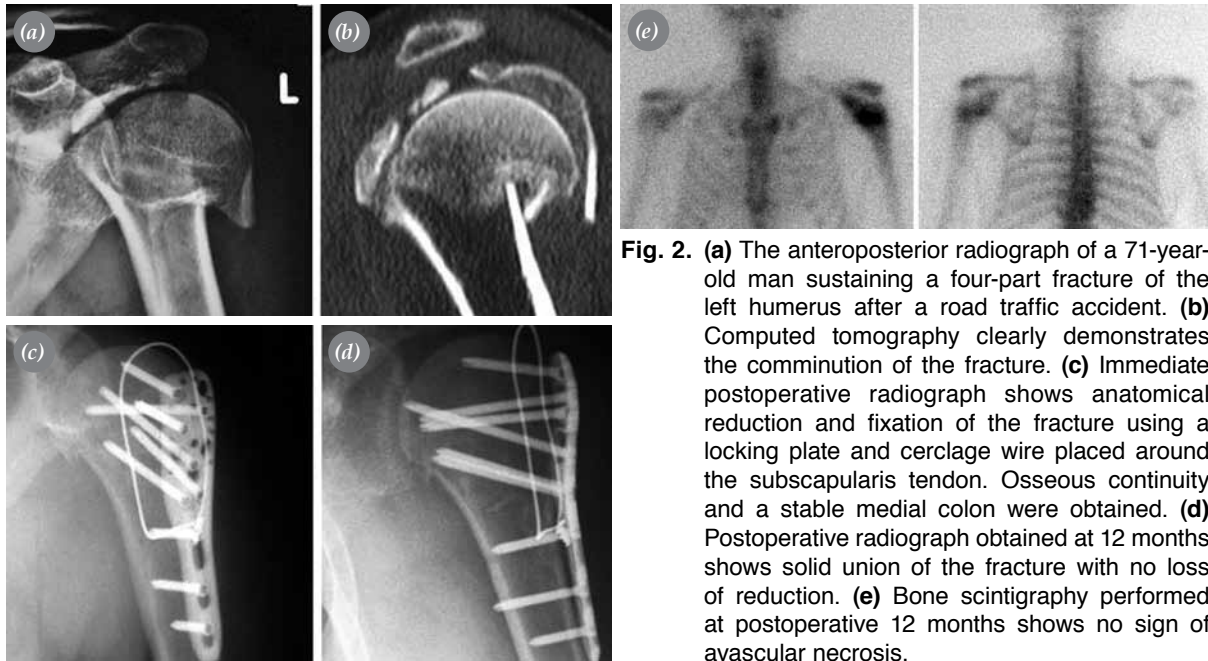 (a)
L
(b)
(e)
(c)
(d)
Fig. 2. (a) The anteroposterior radiograph of a 71-year-
old man sustaining a four-part fracture of the
left humerus after a road traffic accident. (b)
Computed tomography clearly demonstrates
the comminution of the fracture. (c) Immediate
postoperative radiograph shows anatomical
reduction and fixation of the fracture using a
locking plate and cerclage wire placed around
the subscapularis tendon. Osseous continuity
and a stable medial colon were obtained. (d)
Postoperative radiograph obtained at 12 months
shows solid union of the fracture with no loss
of reduction. (e) Bone scintigraphy performed
at postoperative 12 months shows no sign of
avascular necrosis.